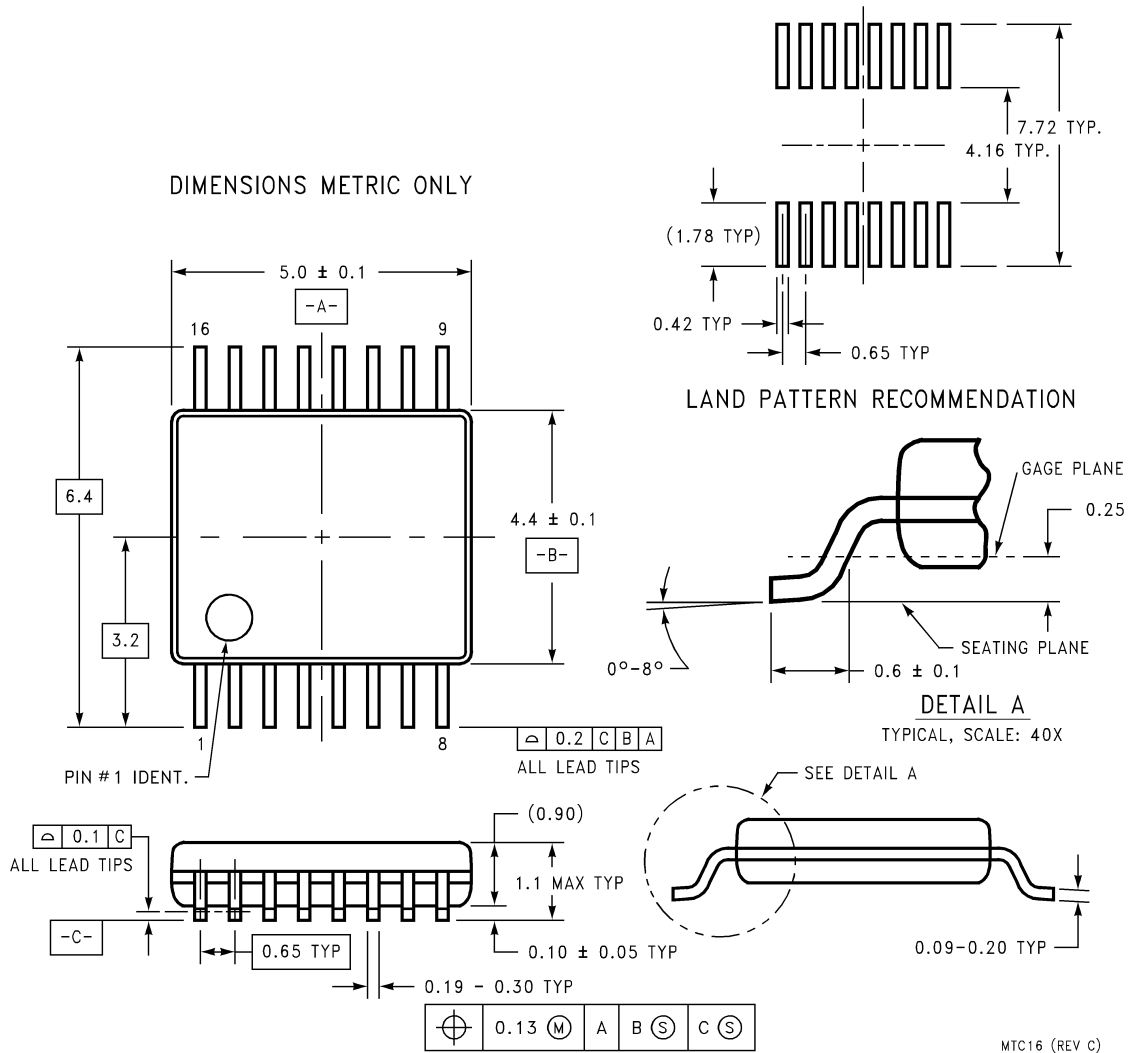 7.72 TYP.
4.16 TYP.
(1.78 TYP)
0.42 TYP
0.65 TYP
LAND PATTERN RECOMMENDATION
DIMENSIONS METRIC ONLY
5.0 ± 0.1
-A-
16
9
6.4
4.4 ± 0.1
-B-
3.2
1
8
PIN #1 IDENT.
⌓ 0.2 C B A
ALL LEAD TIPS
GAGE PLANE
0.25
SEATING PLANE
0°-8°
0.6 ± 0.1
DETAIL A
TYPICAL, SCALE: 40X
SEE DETAIL A
0.09-0.20 TYP
⌓ 0.1 C
ALL LEAD TIPS
(0.90)
1.1 MAX TYP
-C-
0.65 TYP
0.10 ± 0.05 TYP
0.19 - 0.30 TYP
⌖ 0.13 Ⓜ A B Ⓢ C Ⓢ
MTC16 (REV C)